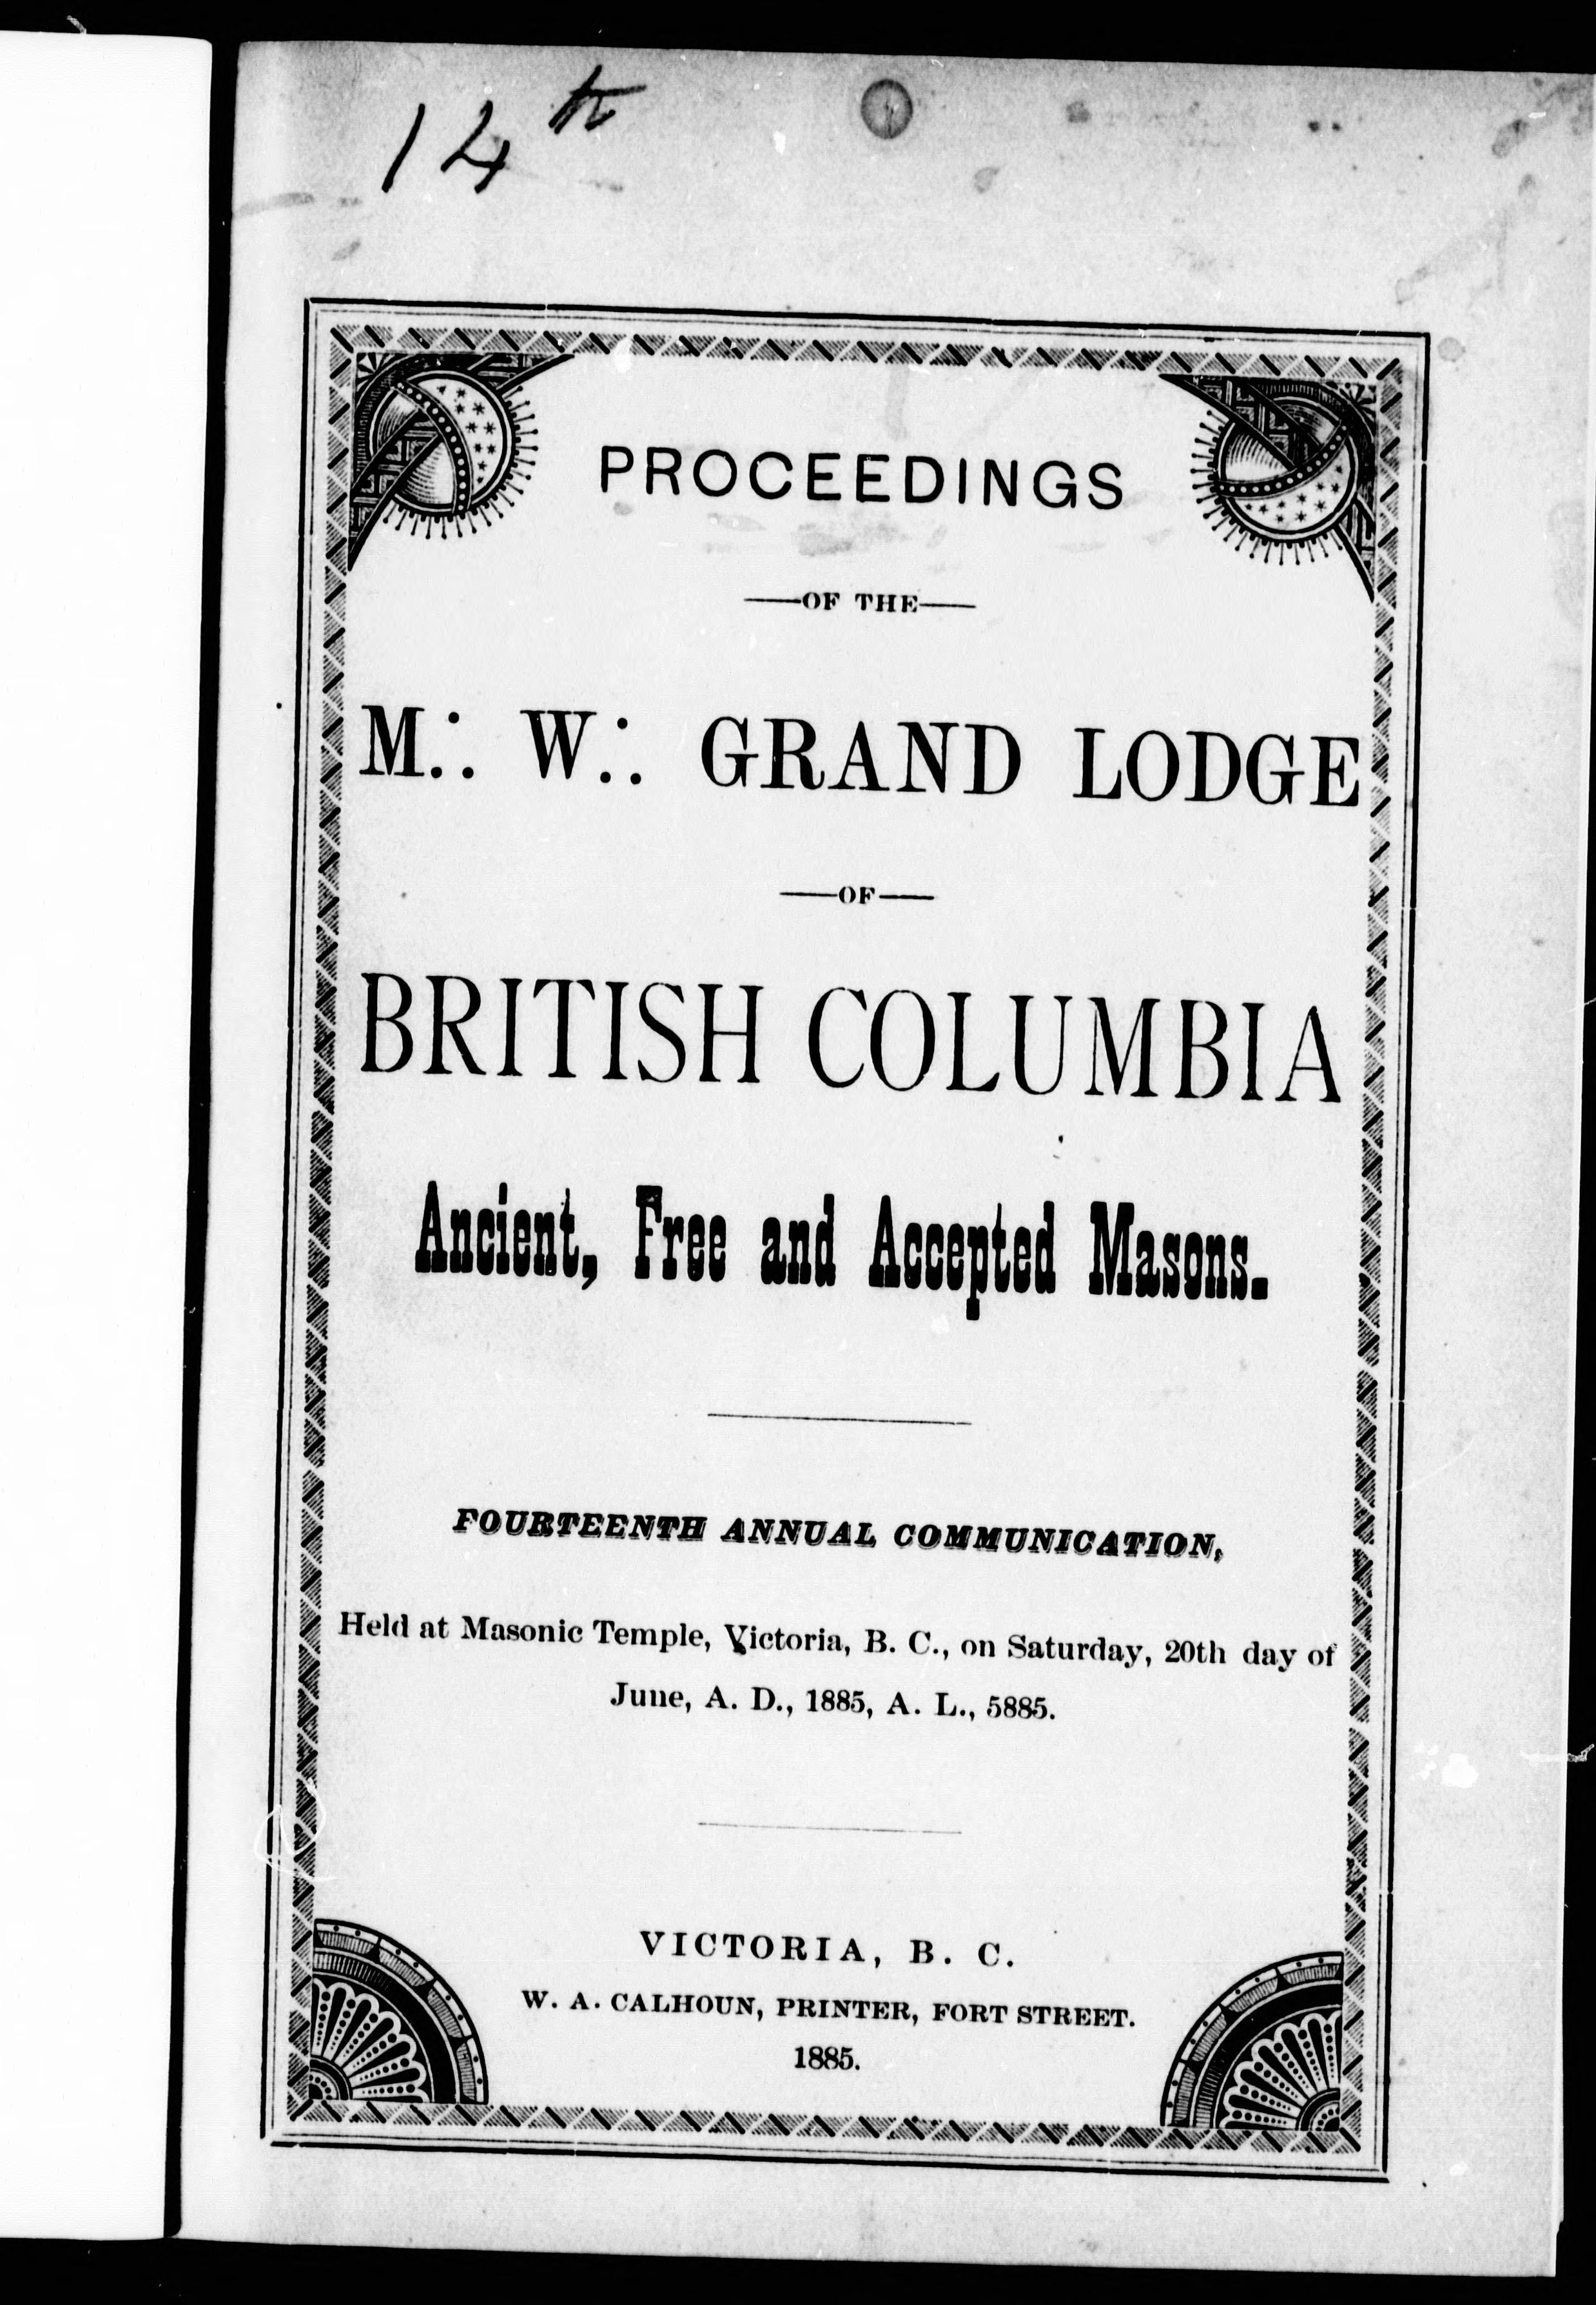 14th
PROCEEDINGS
—OF THE—
M∴ W∴ GRAND LODGE
—OF—
BRITISH COLUMBIA
Ancient, Free and Accepted Masons.
FOURTEENTH ANNUAL COMMUNICATION,
Held at Masonic Temple, Victoria, B. C., on Saturday, 20th day of
June, A. D., 1885, A. L., 5885.
VICTORIA, B. C.
W. A. CALHOUN, PRINTER, FORT STREET.
1885.